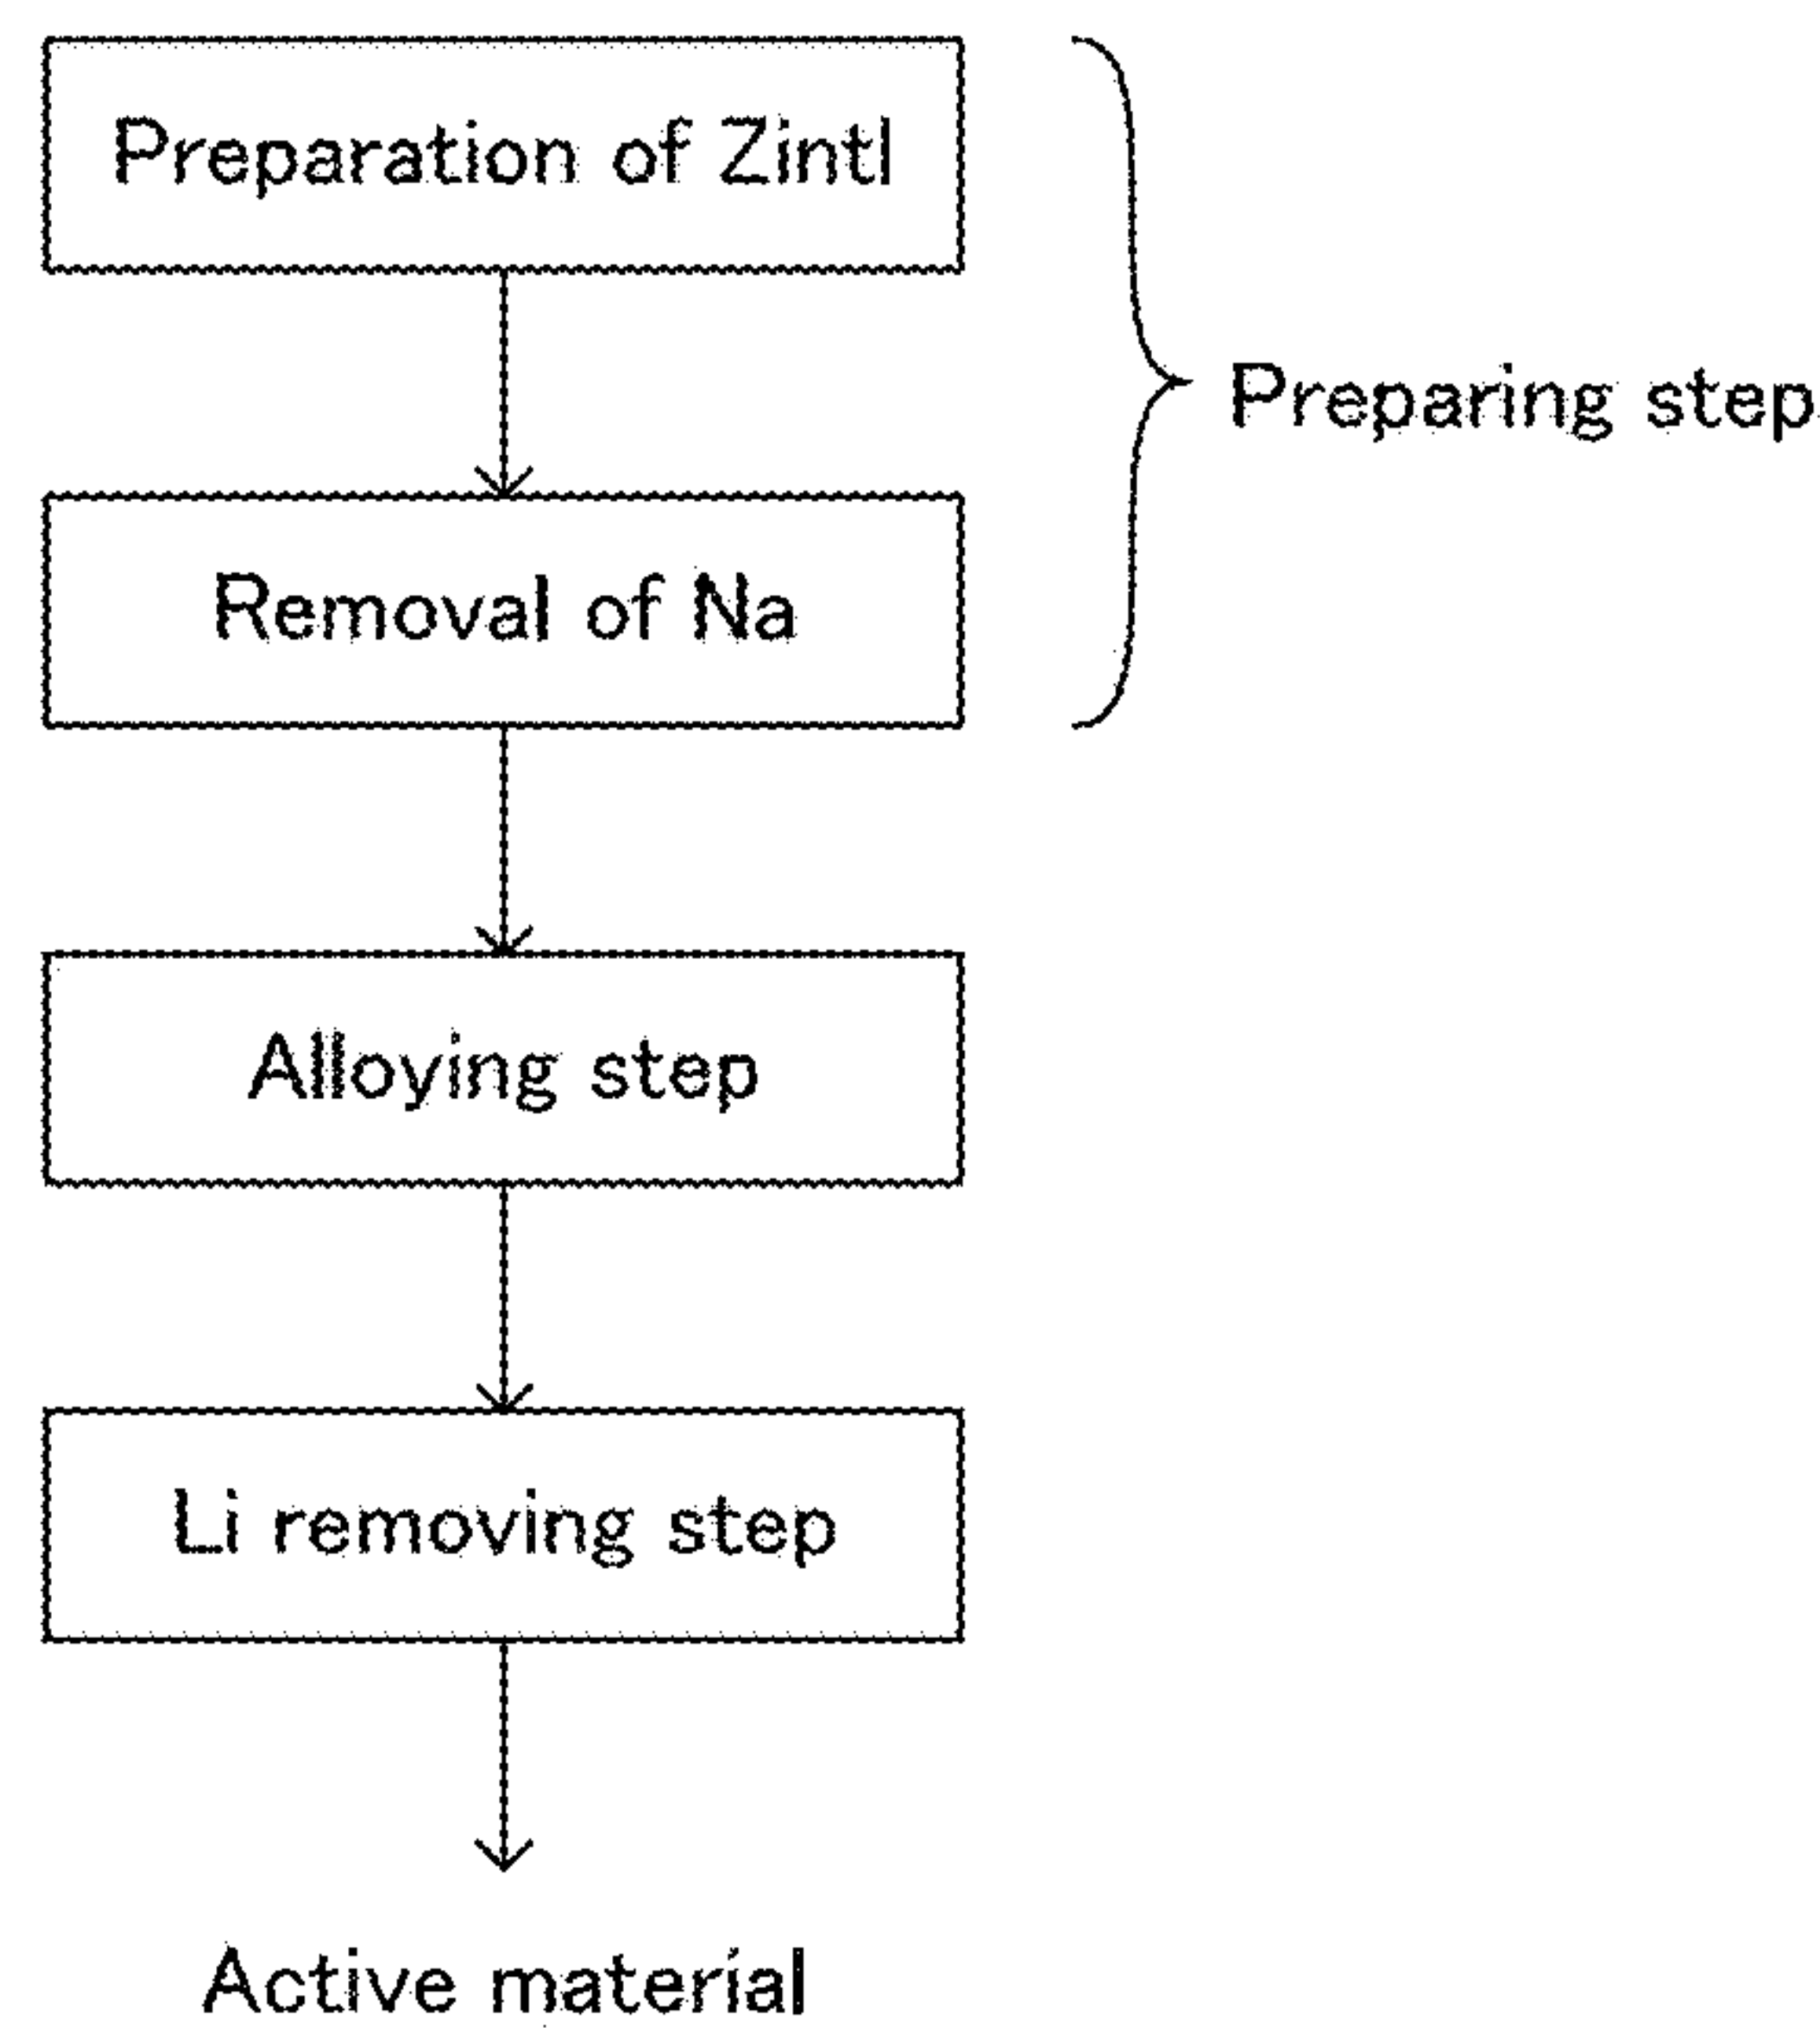 Preparation of Zintl
Preparing step
Removal of Na
Alloying step
Li removing step
Active material